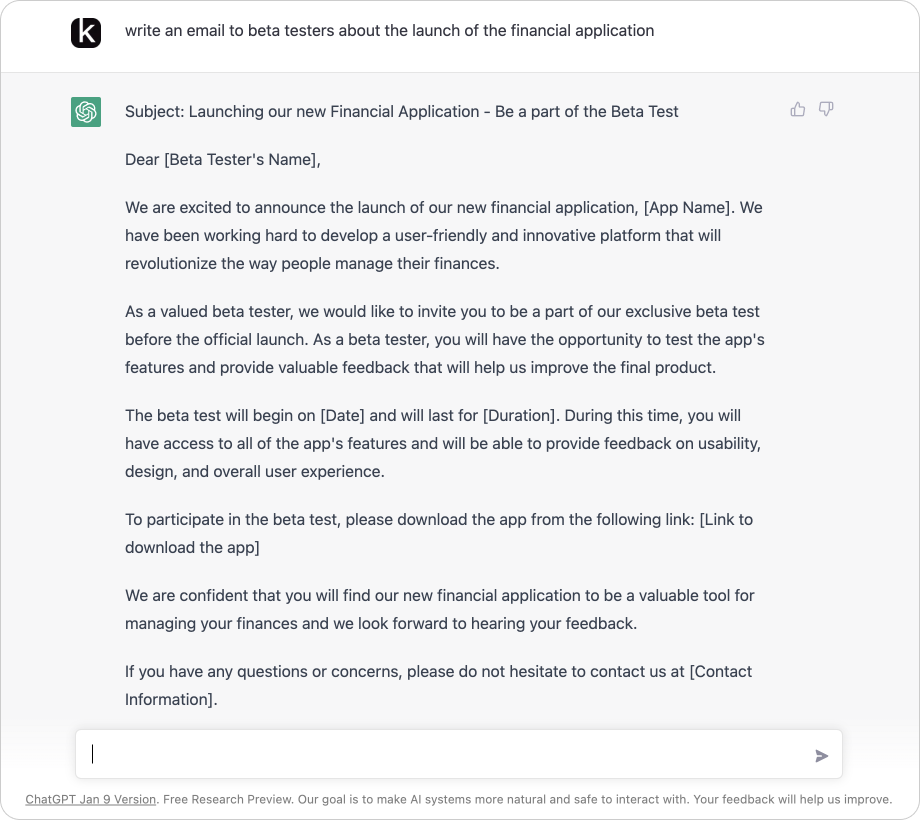 k
write an email to beta testers about the launch of the financial application
Subject: Launching our new Financial Application - Be a part of the Beta Test
Dear [Beta Tester's Name],
We are excited to announce the launch of our new financial application, [App Name]. We
have been working hard to develop a user-friendly and innovative platform that will
revolutionize the way people manage their finances.
As a valued beta tester, we would like to invite you to be a part of our exclusive beta test
before the official launch. As a beta tester, you will have the opportunity to test the app's
features and provide valuable feedback that will help us improve the final product.
The beta test will begin on [Date] and will last for [Duration]. During this time, you will
have access to all of the app's features and will be able to provide feedback on usability,
design, and overall user experience.
To participate in the beta test, please download the app from the following link: [Link to
download the app]
We are confident that you will find our new financial application to be a valuable tool for
managing your finances and we look forward to hearing your feedback.
If you have any questions or concerns, please do not hesitate to contact us at [Contact
Information].
ChatGPT Jan 9 Version. Free Research Preview. Our goal is to make AI systems more natural and safe to interact with. Your feedback will help us improve.